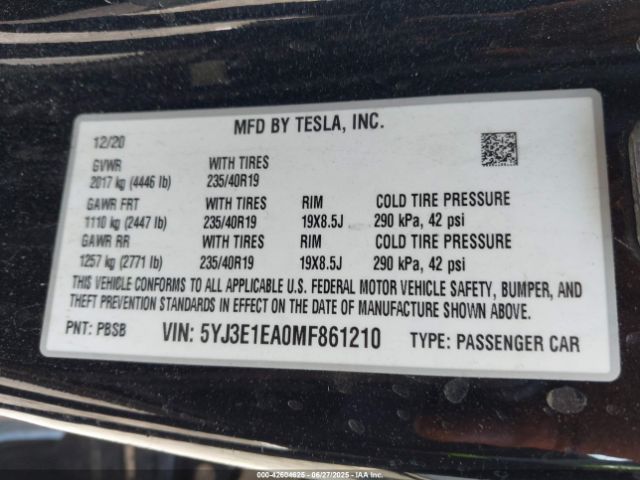 MFD BY TESLA, INC.
12/20
GVWR WITH TIRES
2017 kg (4446 lb) 235/40R19
GAWR FRT WITH TIRES RIM COLD TIRE PRESSURE
1110 kg (2447 lb) 235/40R19 19X8.5J 290 kPa, 42 psi
GAWR RR WITH TIRES RIM COLD TIRE PRESSURE
1257 kg (2771 lb) 235/40R19 19X8.5J 290 kPa, 42 psi
THIS VEHICLE CONFORMS TO ALL APPLICABLE U.S. FEDERAL MOTOR VEHICLE SAFETY, BUMPER, AND
THEFT PREVENTION STANDARDS IN EFFECT ON THE DATE OF MANUFACTURE SHOWN ABOVE.
PNT: PBSB VIN: 5YJ3E1EA0MF861210 TYPE: PASSENGER CAR
000-42604625 - 06/27/2025 - IAAI.COM